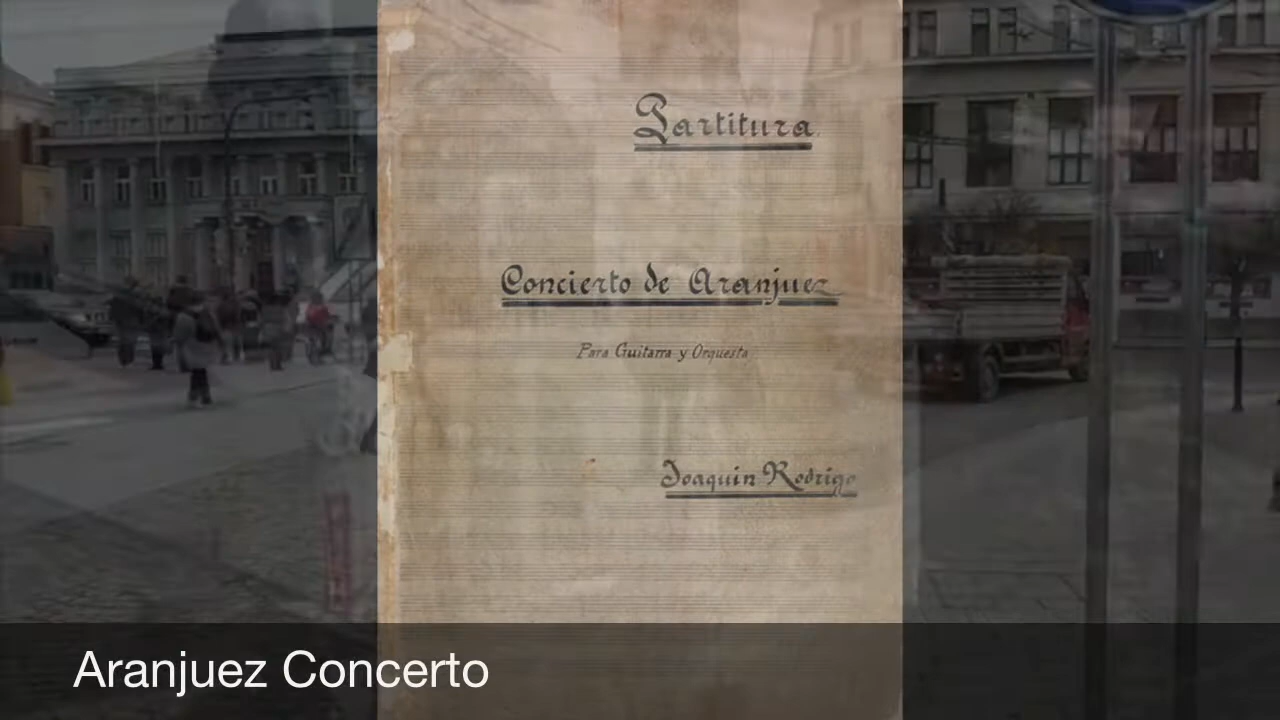 Partitura
Concierto de Aranjuez
Para Guitarra y Orquesta
Joaquin Rodrigo
Aranjuez Concerto